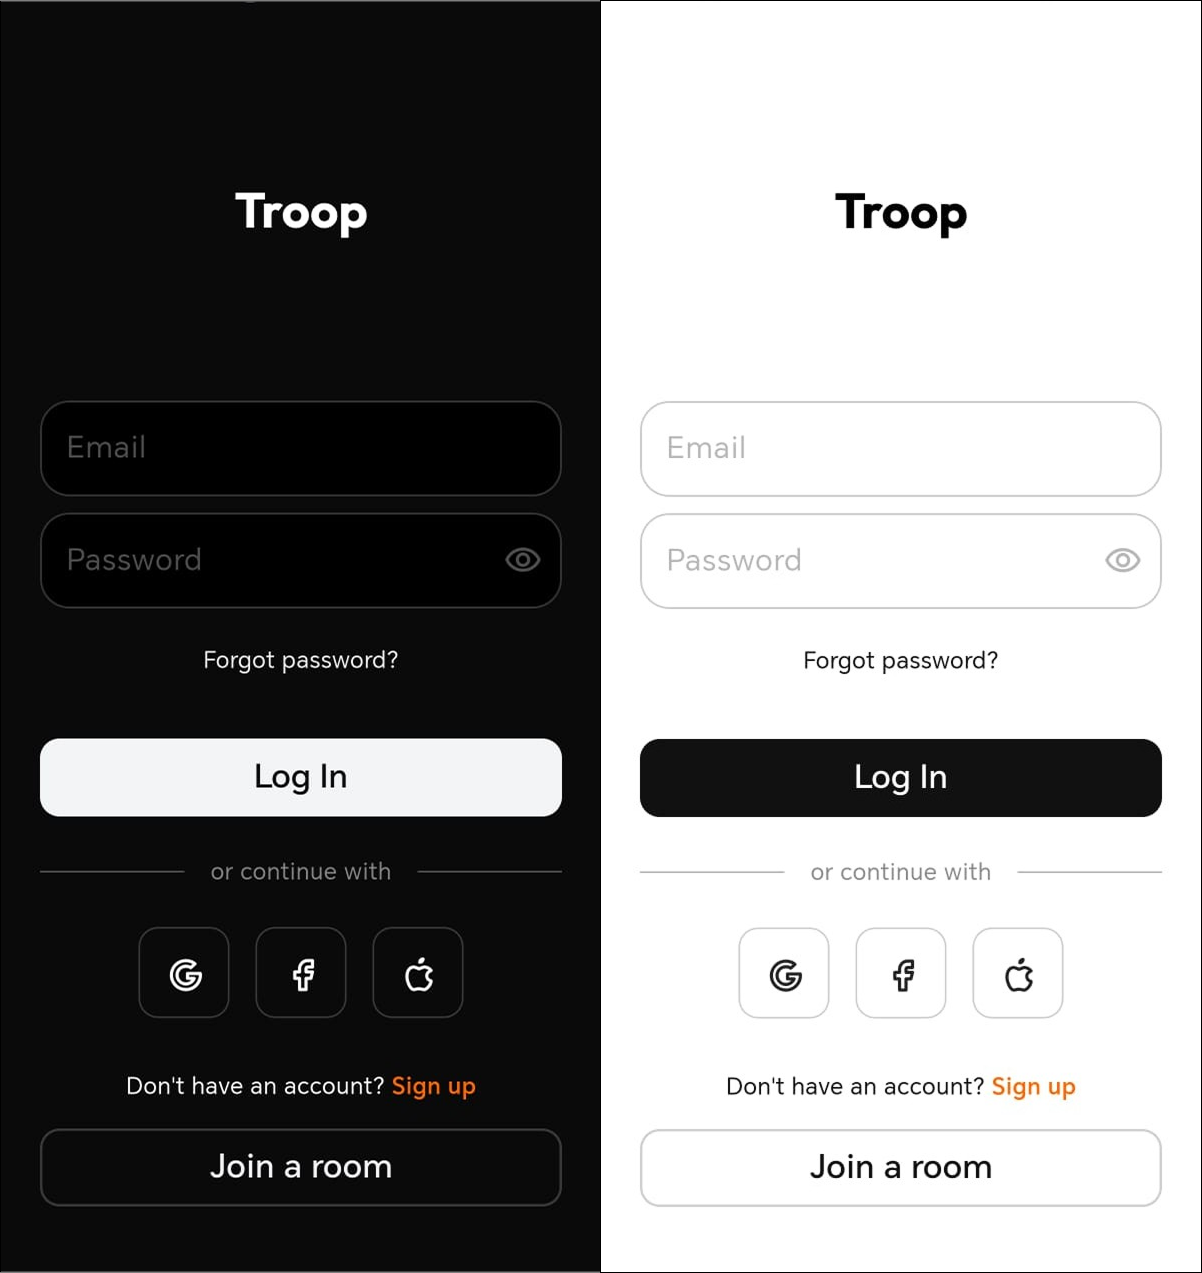 Troop
Email
Password
Forgot password?
Log In
or continue with
Don't have an account? Sign up
Join a room
Troop
Email
Password
Forgot password?
Log In
or continue with
Don't have an account? Sign up
Join a room